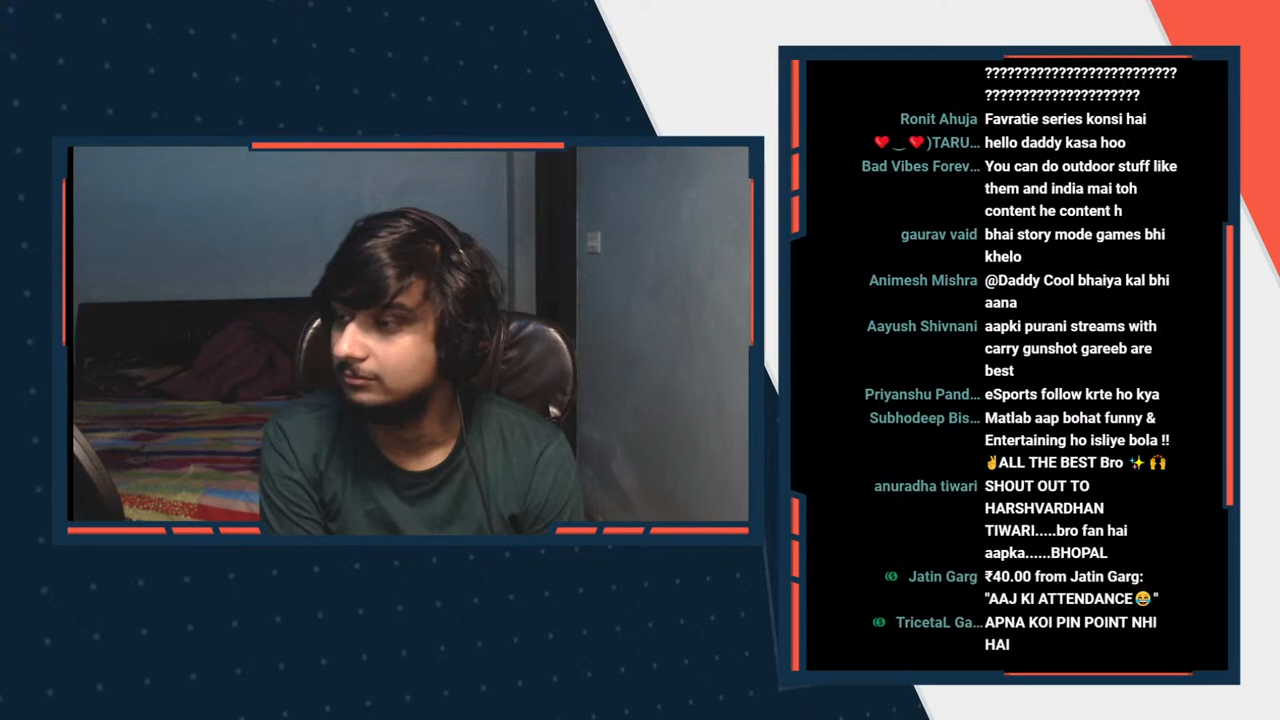 ??????????????????????????
?????????????????????
Ronit Ahuja Favratie series konsi hai
❤️ ‿ ❤️)TARU… hello daddy kasa hoo
Bad Vibes Forev… You can do outdoor stuff like
them and india mai toh
content he content h
gaurav vaid bhai story mode games bhi
khelo
Animesh Mishra @Daddy Cool bhaiya kal bhi
aana
Aayush Shivnani aapki purani streams with
carry gunshot gareeb are
best
Priyanshu Pand… eSports follow krte ho kya
Subhodeep Bis… Matlab aap bohat funny &
Entertaining ho isliye bola !!
✌️ALL THE BEST Bro ✨ 🙌
anuradha tiwari SHOUT OUT TO
HARSHVARDHAN
TIWARI.....bro fan hai
aapka......BHOPAL
Jatin Garg ₹40.00 from Jatin Garg:
"AAJ KI ATTENDANCE😂"
TricetaL Ga… APNA KOI PIN POINT NHI
HAI